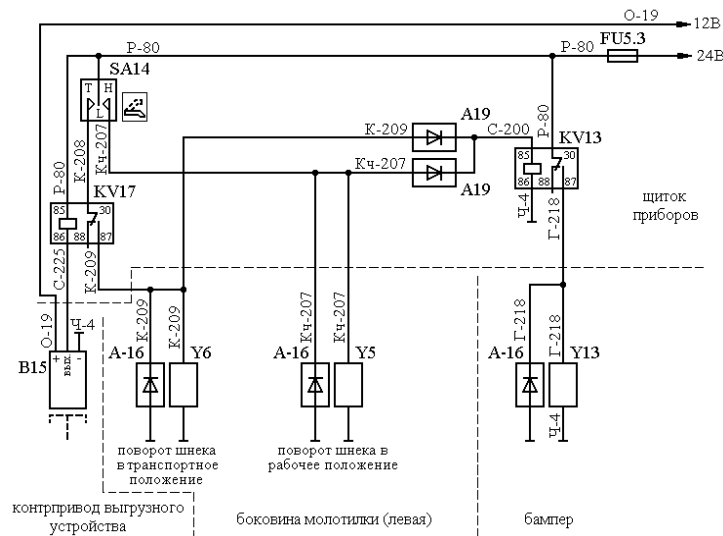 О-19
12В
Р-80
Р-80
FU5.3
24В
SA14
Т Н
L
К-208
Кч-207
Р-80
К-209
А19
С-200
Р-80
KV13
85 30
86 88 87
Кч-207
А19
Ч-4
Г-218
щиток
приборов
KV17
85 30
86 88 87
С-225
К-209
О-19
Ч-4
К-209
К-209
Кч-207
Кч-207
Г-218
Г-218
В15
+ вых -
А-16
Y6
А-16
Y5
А-16
Y13
Ч-4
поворот шнека
в транспортное
положение
поворот шнека в
рабочее положение
контрпривод выгрузного
устройства
боковина молотилки (левая)
бампер